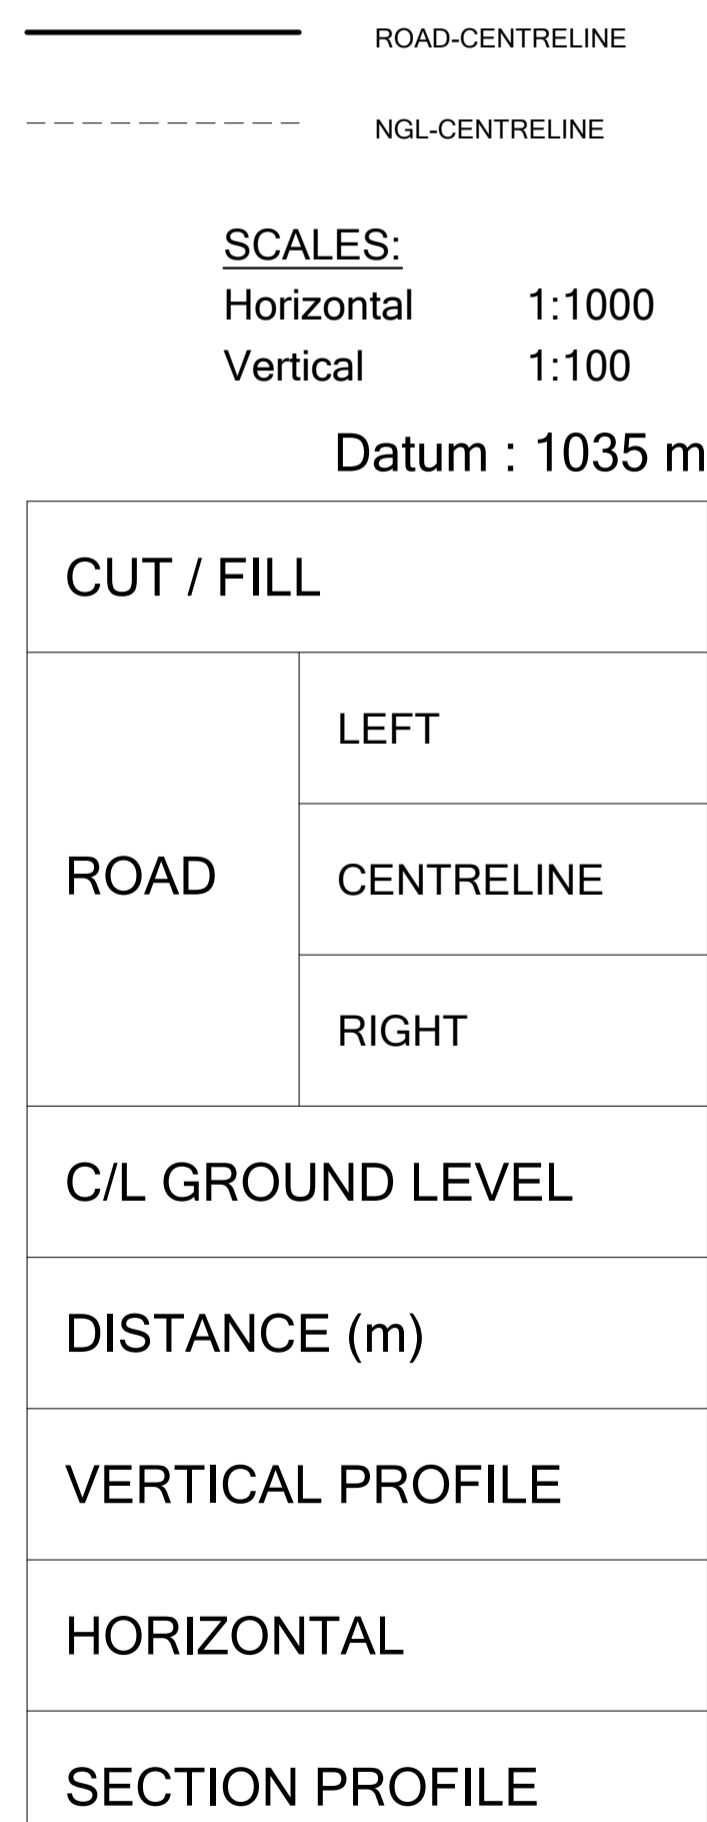 ROAD-CENTRELINE
NGL-CENTRELINE
SCALES:
Horizontal 1:1000
Vertical 1:100
Datum : 1035 m
CUT / FILL
ROAD
LEFT
CENTRELINE
RIGHT
C/L GROUND LEVEL
DISTANCE (m)
VERTICAL PROFILE
HORIZONTAL
SECTION PROFILE